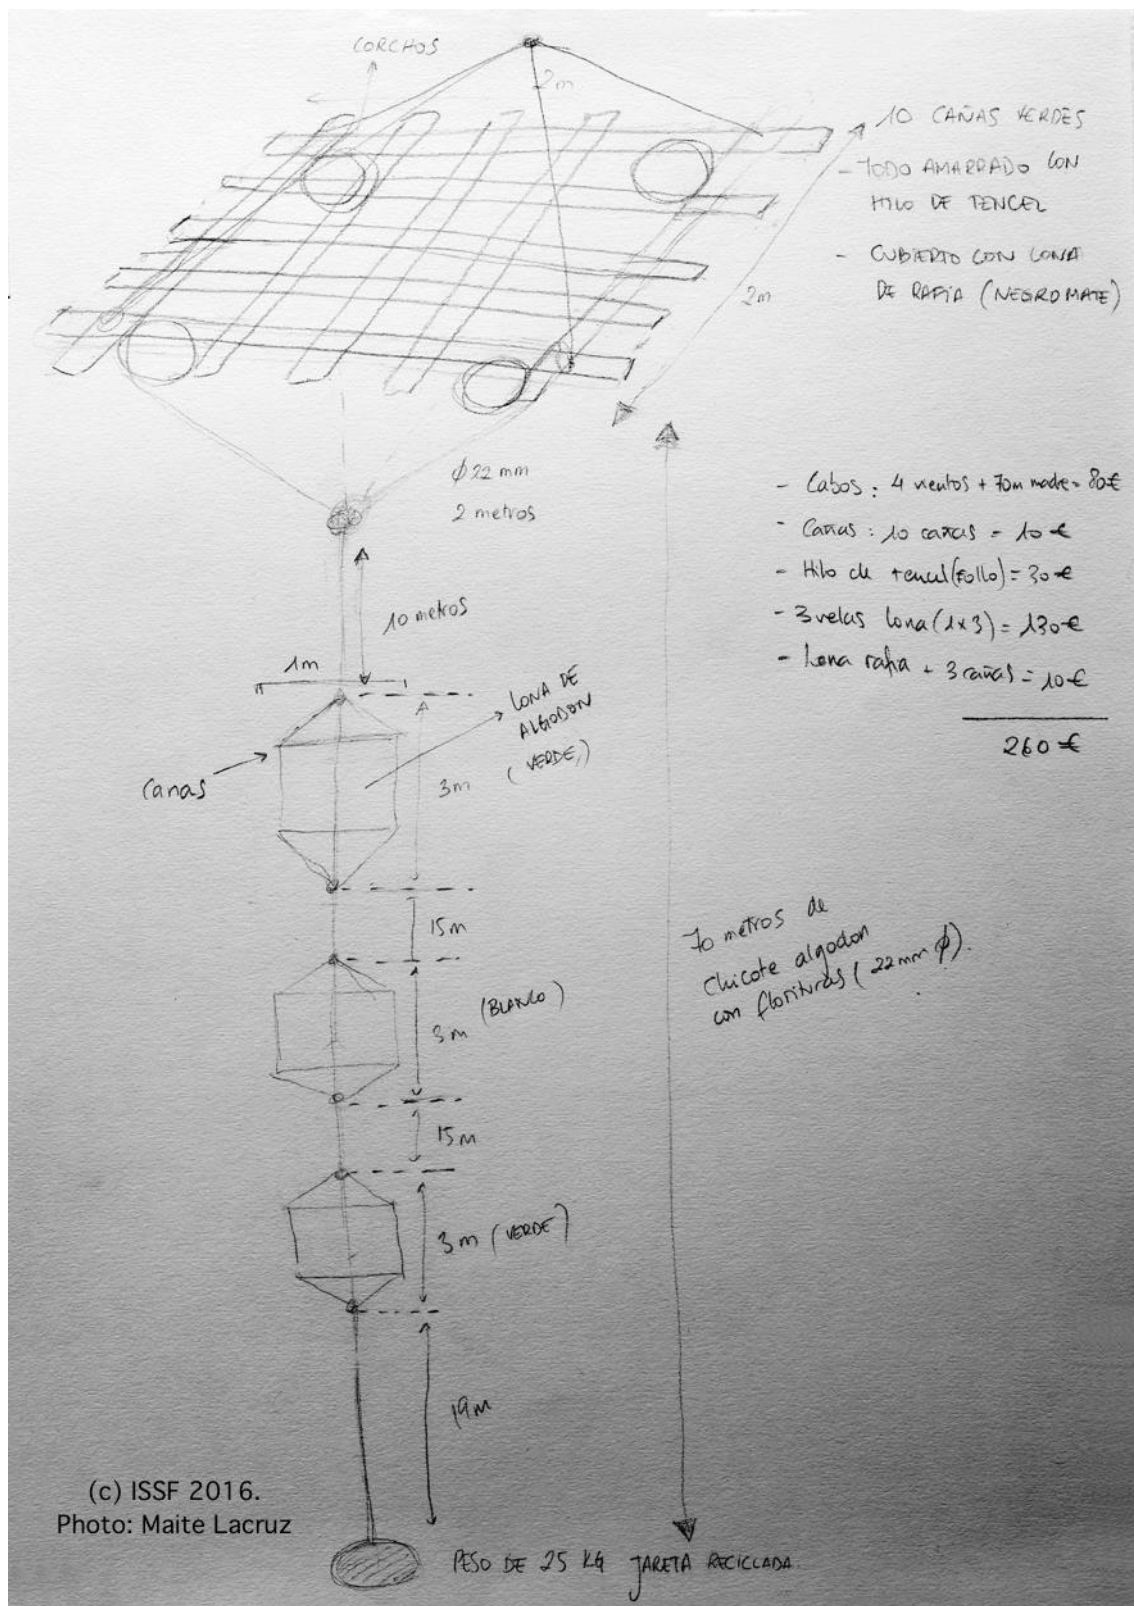 CORCHOS
2m
10 CAÑAS VERDES
- TODO AMARRADO CON
HILO DE TENCEL
- CUBIERTO CON LONA
DE RAFIA (NEGRO MATE)
2m
ϕ 22 mm
2 metros
- Cabos : 4 vientos + 70m madre = 80€
- Cañas : 10 cañas = 10 €
- Hilo de tencel (rollo) = 30 €
- 3 velas lona (1x3) = 130€
- Lona rafia + 3 cañas = 10 €
260 €
10 metros
1m
LONA DE
ALGODON
(VERDE)
Canas
3m
15m
70 metros de
chicote algodon
con florituras (22mm ϕ).
3m (BLANCO)
15m
3m (VERDE)
19m
(c) ISSF 2016.
Photo: Maite Lacruz
PESO DE 25 KG JARETA RECICLADA